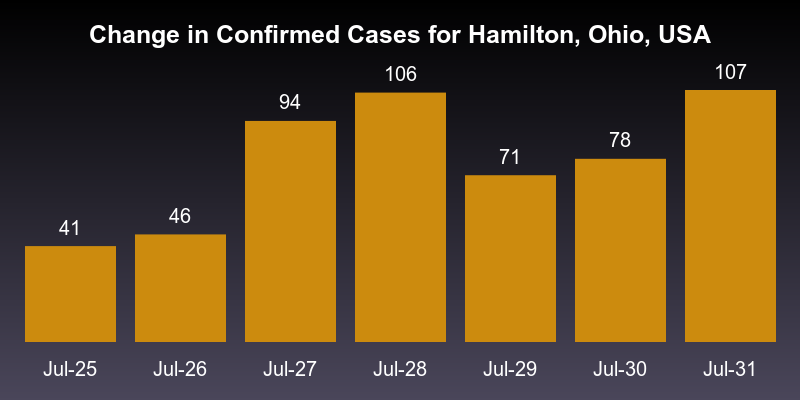 Change in Confirmed Cases for Hamilton, Ohio, USA
41 46 94 106 71 78 107
Jul-25 Jul-26 Jul-27 Jul-28 Jul-29 Jul-30 Jul-31